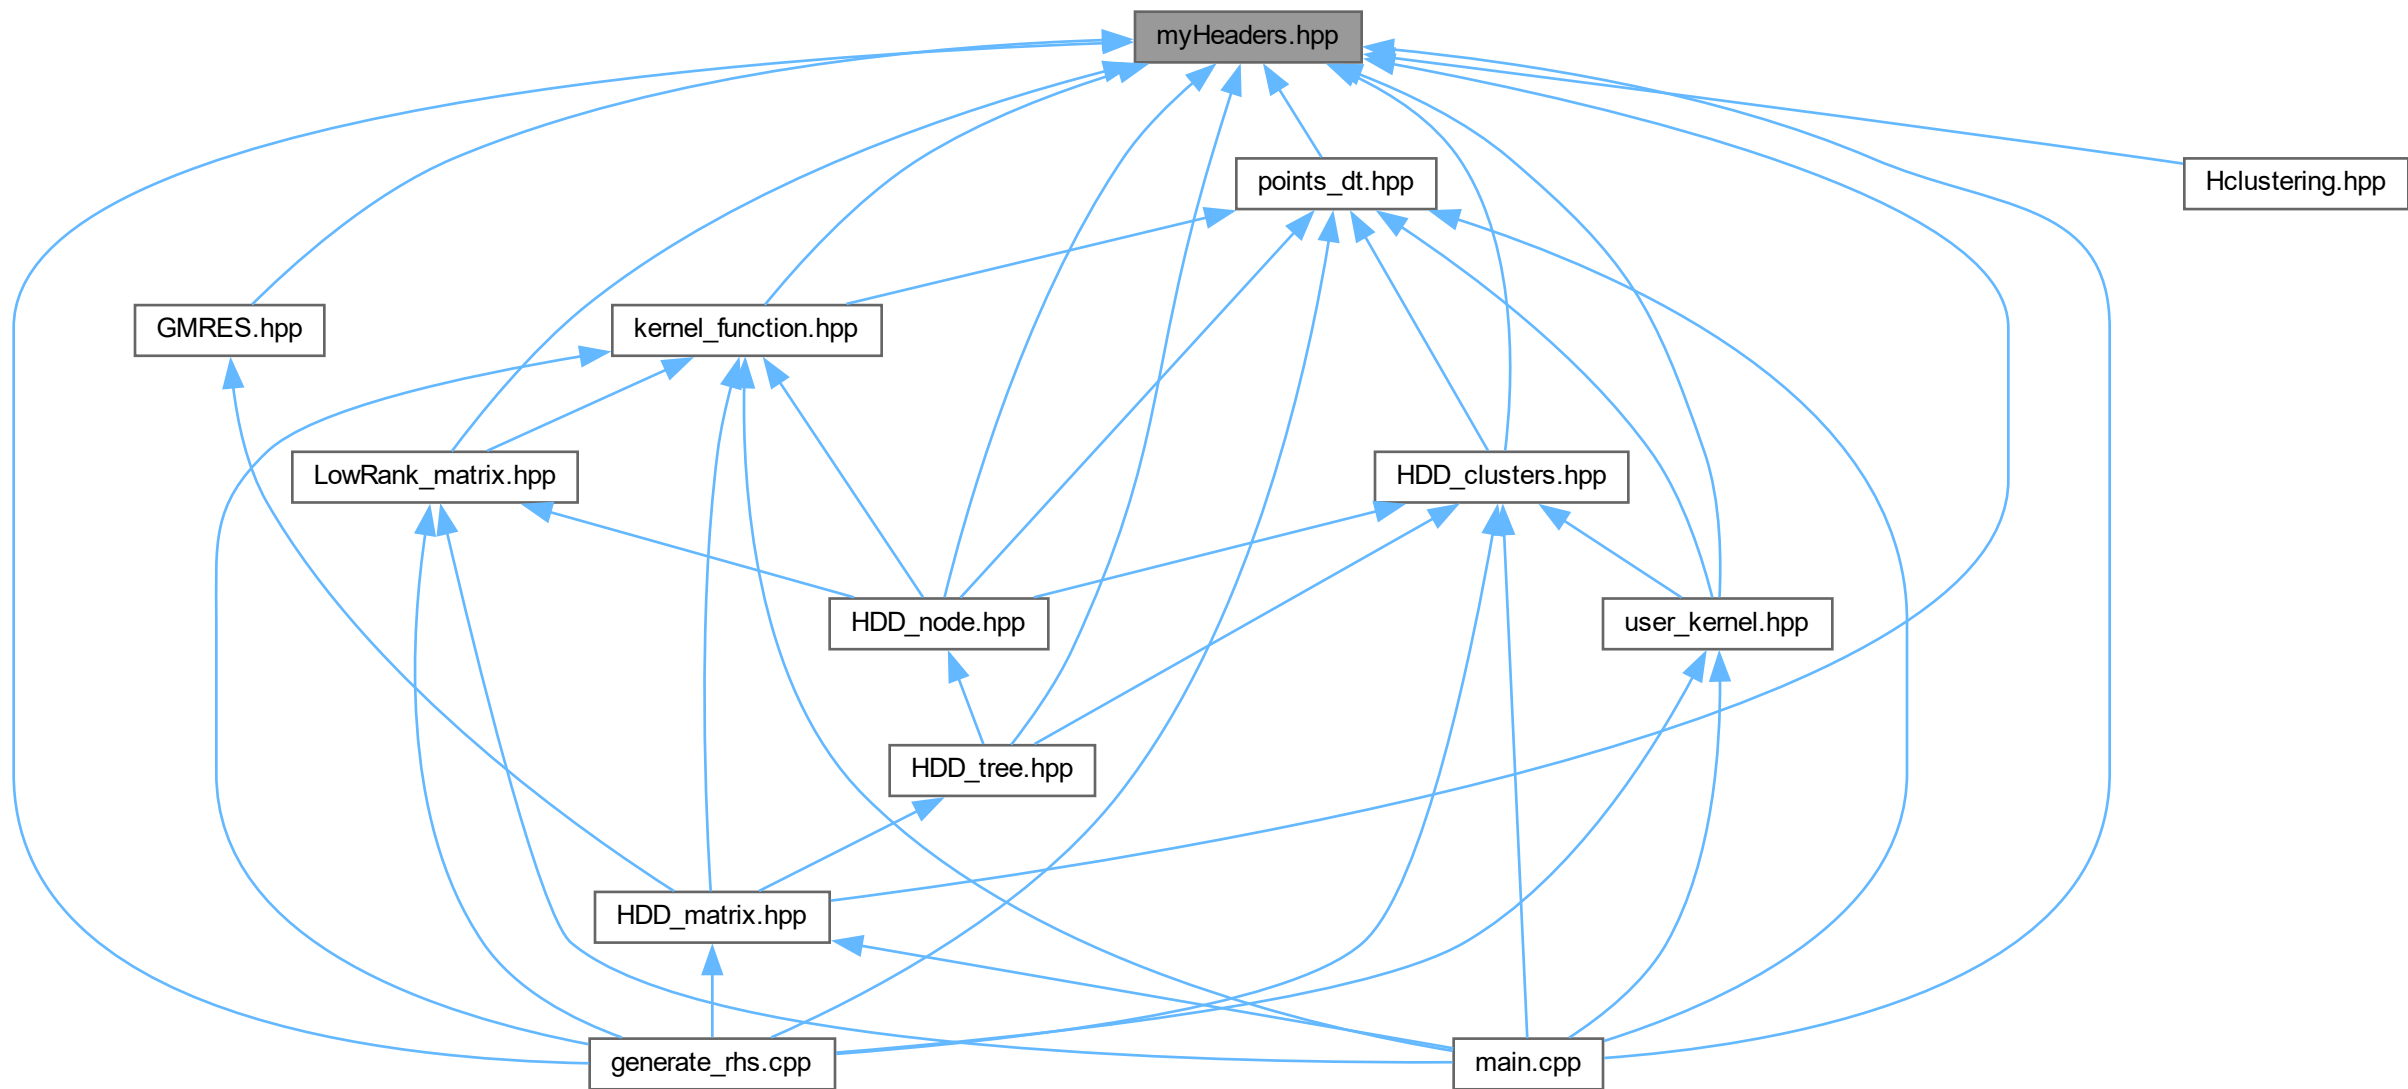 myHeaders.hpp
points_dt.hpp
Hclustering.hpp
GMRES.hpp
kernel_function.hpp
LowRank_matrix.hpp
HDD_clusters.hpp
HDD_node.hpp
user_kernel.hpp
HDD_tree.hpp
HDD_matrix.hpp
generate_rhs.cpp
main.cpp